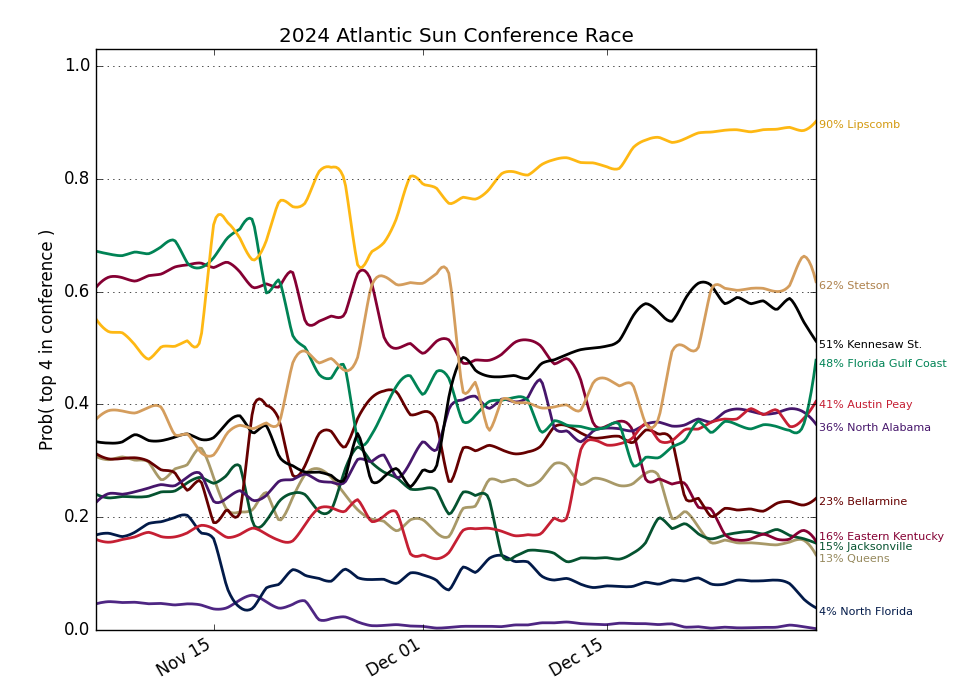 2024 Atlantic Sun Conference Race
Prob( top 4 in conference )
1.0
0.8
0.6
0.4
0.2
0.0
Nov 15
Dec 01
Dec 15
90% Lipscomb
62% Stetson
51% Kennesaw St.
48% Florida Gulf Coast
41% Austin Peay
36% North Alabama
23% Bellarmine
16% Eastern Kentucky
15% Jacksonville
13% Queens
4% North Florida